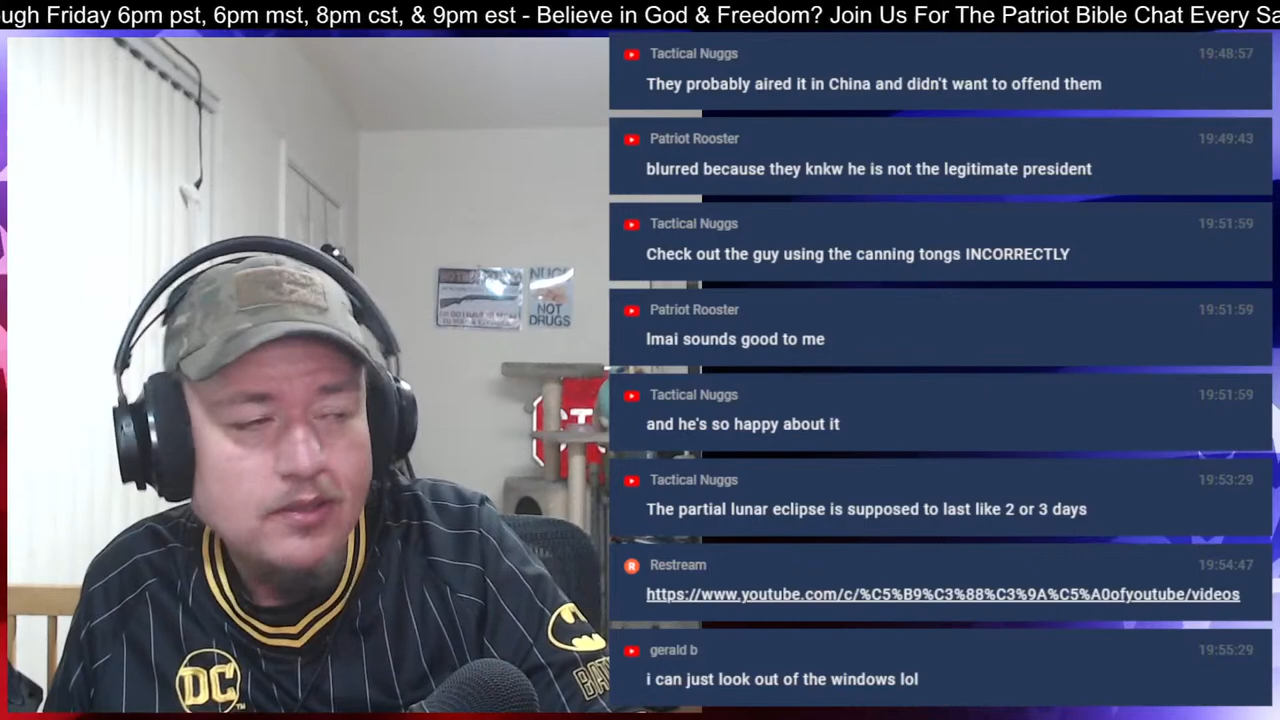 ugh Friday 6pm pst, 6pm mst, 8pm cst, & 9pm est - Believe in God & Freedom? Join Us For The Patriot Bible Chat Every Sa
Tactical Nuggs 19:48:57
They probably aired it in China and didn't want to offend them
Patriot Rooster 19:49:43
blurred because they knkw he is not the legitimate president
Tactical Nuggs 19:51:59
Check out the guy using the canning tongs INCORRECTLY
Patriot Rooster 19:51:59
lmai sounds good to me
Tactical Nuggs 19:51:59
and he's so happy about it
Tactical Nuggs 19:53:29
The partial lunar eclipse is supposed to last like 2 or 3 days
Restream 19:54:47
https://www.youtube.com/c/%C5%B9%C3%88%C3%9A%C5%A0ofyoutube/videos
gerald b 19:55:29
i can just look out of the windows lol
NUGS
NOT
DRUGS
DC